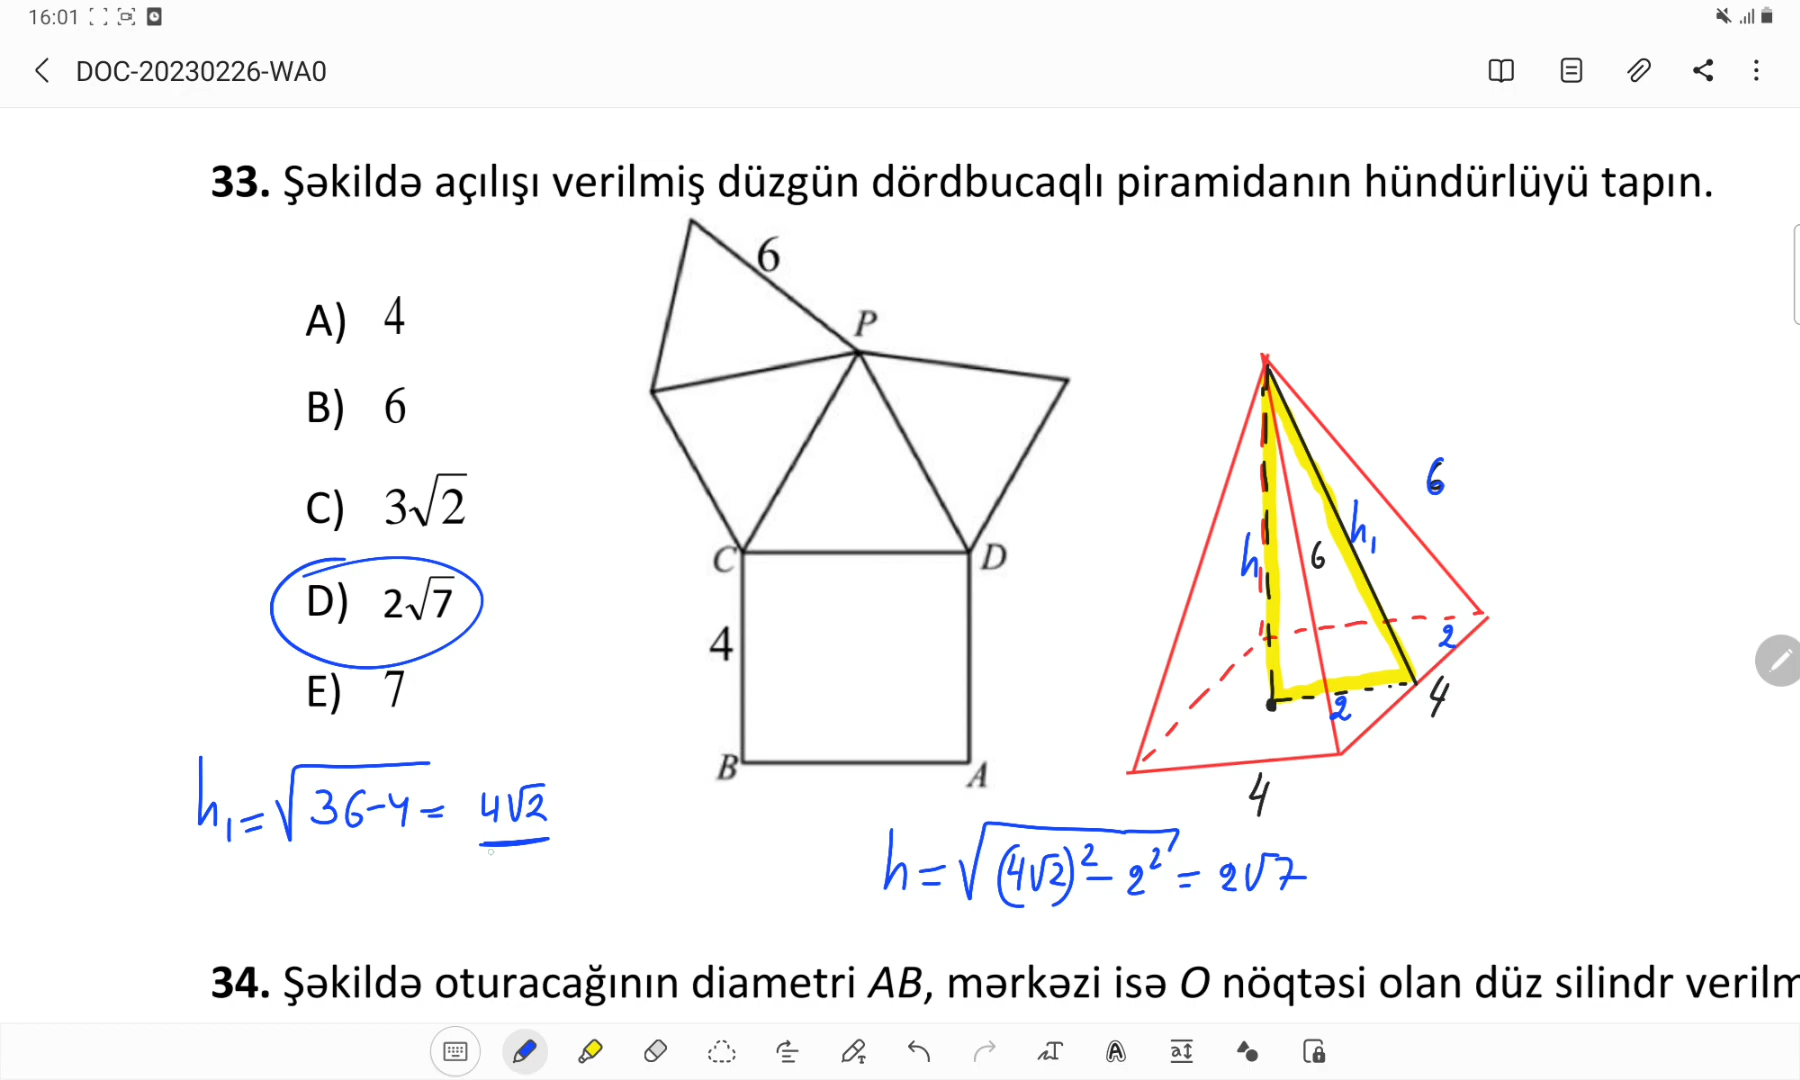 16:01
DOC-20230226-WA0
33. Şəkildə açılışı verilmiş düzgün dördbucaqlı piramidanın hündürlüyü tapın.
A) 4
B) 6
C) 3√2
D) 2√7
E) 7
6
P
C
D
4
B
A
6
h
6
h₁
2
2
4
4
h₁=√36-4= 4√2
h=√(4√2)²-2²=2√7
34. Şəkildə oturacağının diametri AB, mərkəzi isə O nöqtəsi olan düz silindr veril